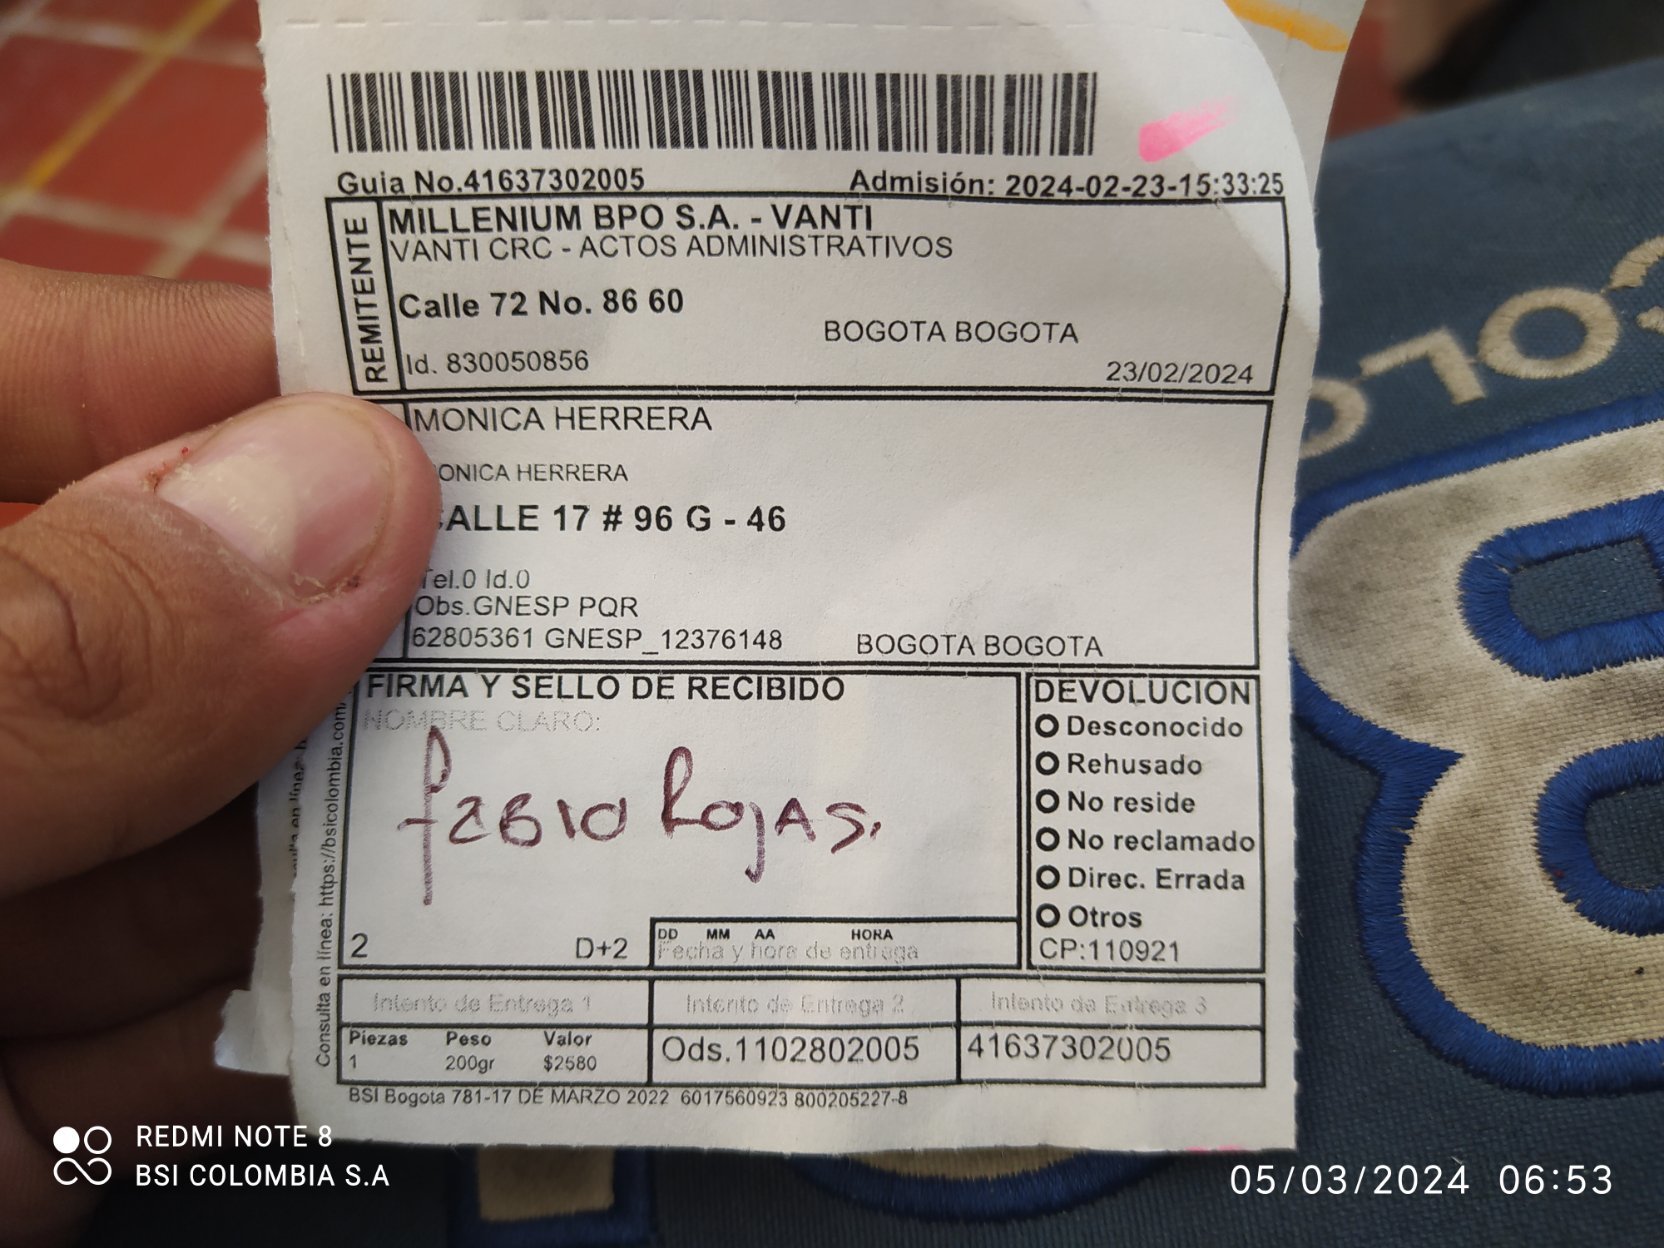 Guia No.41637302005
Admisión: 2024-02-23-15:33:25
REMITENTE
MILLENIUM BPO S.A. - VANTI
VANTI CRC - ACTOS ADMINISTRATIVOS
Calle 72 No. 86 60
BOGOTA BOGOTA
Id. 830050856
23/02/2024
MONICA HERRERA
ONICA HERRERA
CALLE 17 # 96 G - 46
Tel.0 Id.0
Obs.GNESP PQR
62805361 GNESP_12376148
BOGOTA BOGOTA
FIRMA Y SELLO DE RECIBIDO
NOMBRE CLARO:
Fabio Rojas.
2
D+2
DD MM AA HORA
Fecha y hora de entrega
DEVOLUCION
Desconocido
Rehusado
No reside
No reclamado
Direc. Errada
Otros
CP:110921
Intento de Entrega 1
Intento de Entrega 2
Intento de Entrega 3
Piezas Peso Valor
1 200gr $2580
Ods.1102802005
41637302005
BSI Bogota 781-17 DE MARZO 2022 6017560923 800205227-8
Consulta en línea: https://bsicolombia.com/
COLO
8
REDMI NOTE 8
BSI COLOMBIA S.A
05/03/2024 06:53